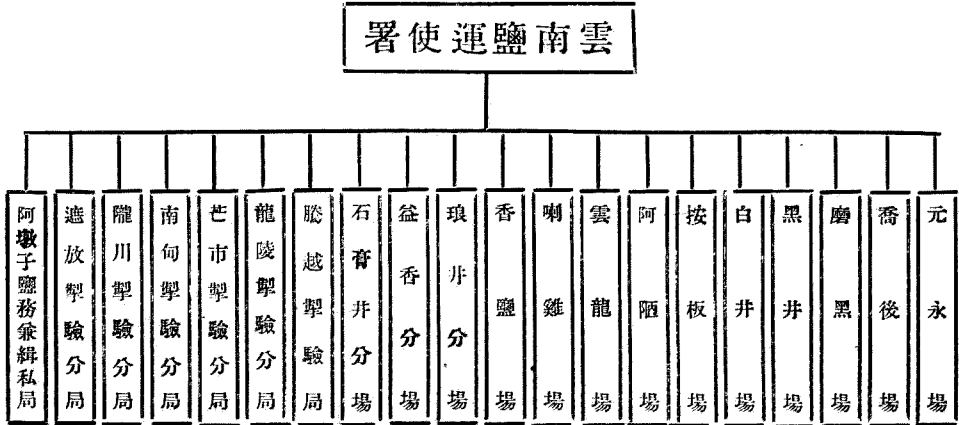 雲南鹽運使署
元永場
喬後場
磨黑場
黑井場
白井場
按板場
阿陋場
雲龍場
喇雞場
香鹽場
琅井分場
益香分場
石膏井分場
騰越掣驗局
龍陵掣驗分局
芒市掣驗分局
南甸掣驗分局
隴川掣驗分局
遮放掣驗分局
阿墩子鹽務兼緝私局